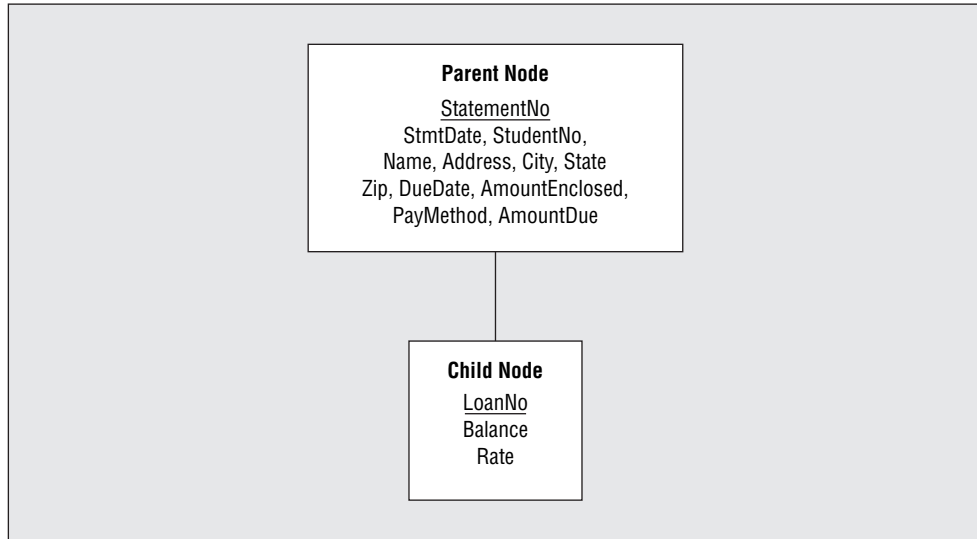 Parent Node
StatementNo
StmtDate, StudentNo,
Name, Address, City, State
Zip, DueDate, AmountEnclosed,
PayMethod, AmountDue
Child Node
LoanNo
Balance
Rate